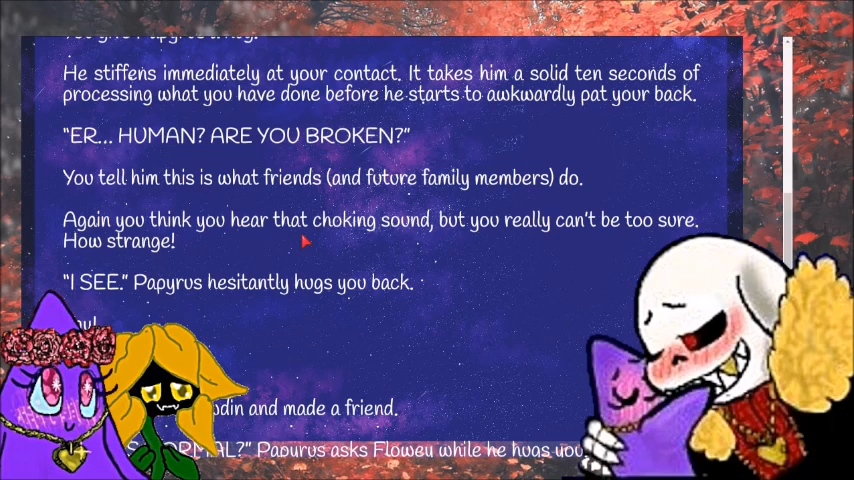 He stiffens immediately at your contact. It takes him a solid ten seconds of
processing what you have done before he starts to awkwardly pat your back.
"ER... HUMAN? ARE YOU BROKEN?"
You tell him this is what friends (and future family members) do.
Again you think you hear that choking sound, but you really can't be too sure.
How strange!
"I SEE." Papyrus hesitantly hugs you back.
and made a friend.
Papyrus asks Flowey while he hugs you